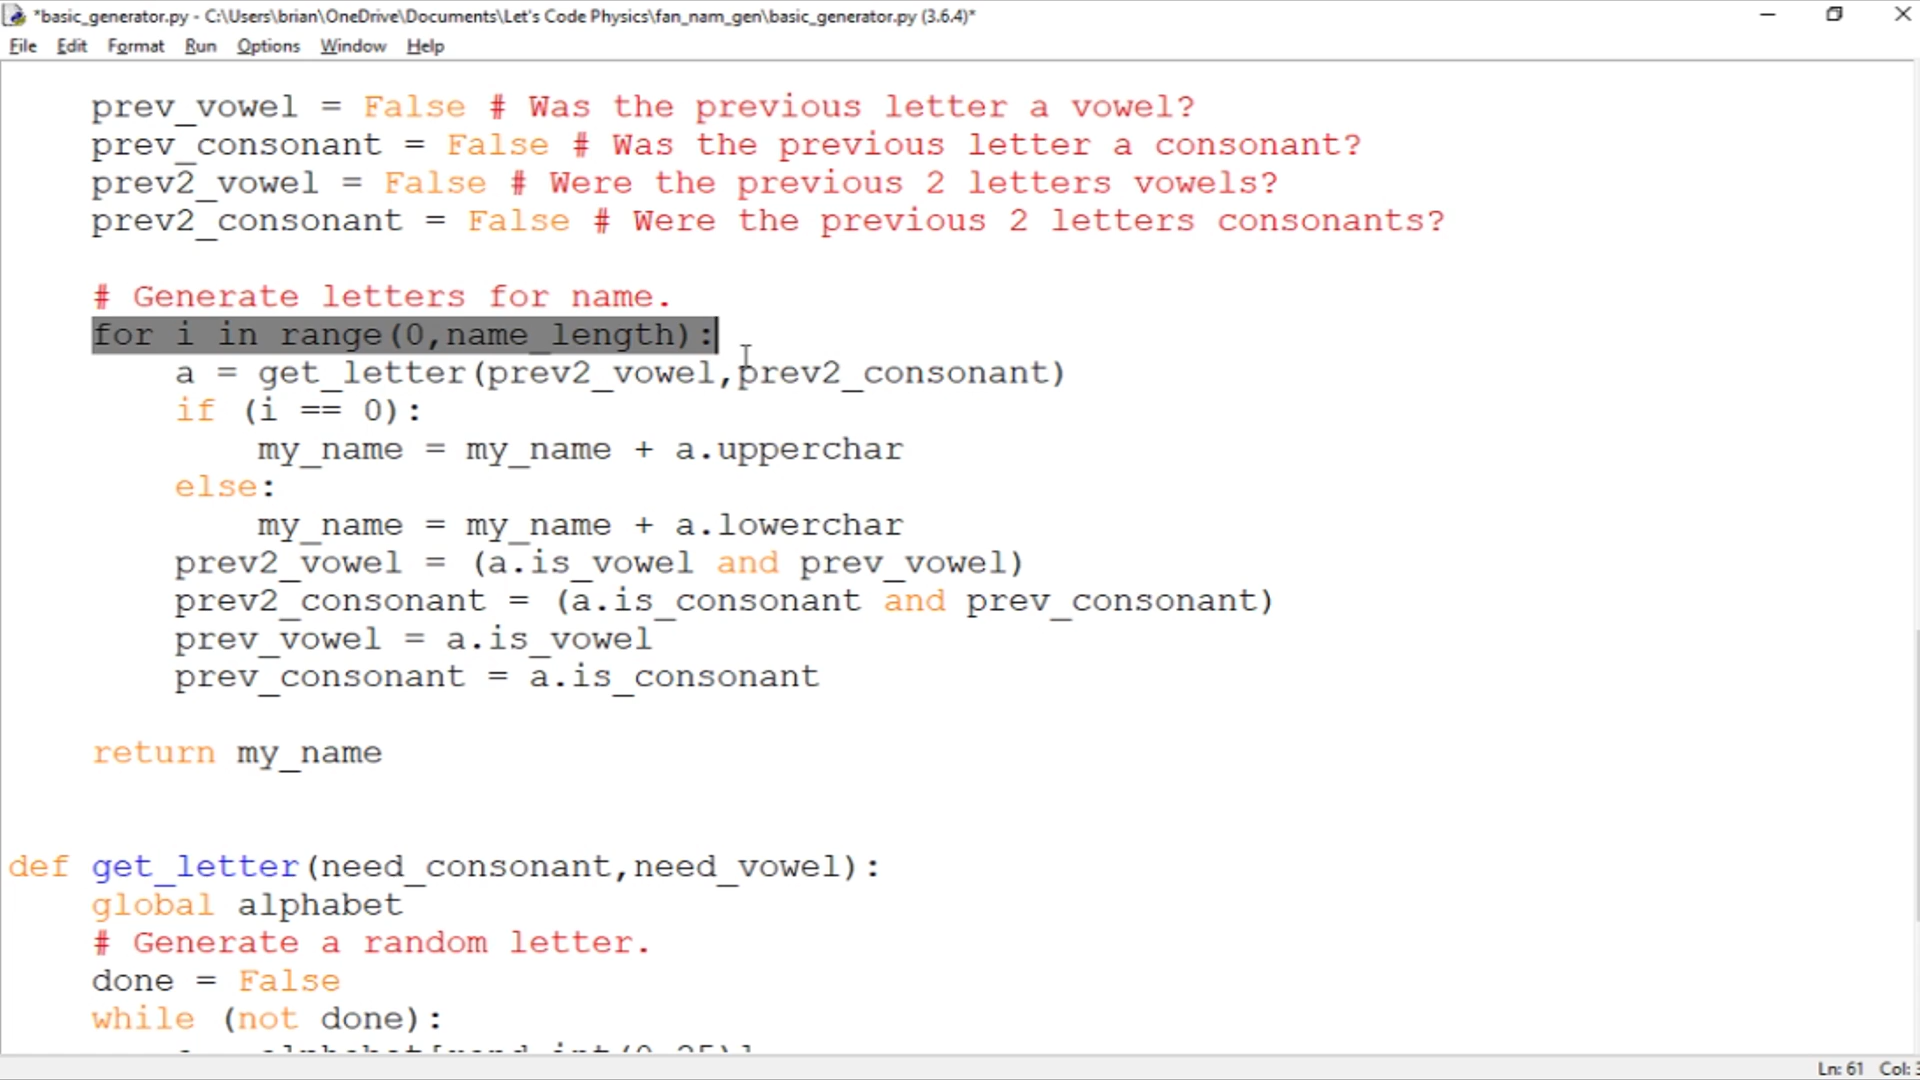 *basic_generator.py - C:\Users\brian\OneDrive\Documents\Let's Code Physics\fan_nam_gen\basic_generator.py (3.6.4)*
File Edit Format Run Options Window Help
prev_vowel = False # Was the previous letter a vowel?
prev_consonant = False # Was the previous letter a consonant?
prev2_vowel = False # Were the previous 2 letters vowels?
prev2_consonant = False # Were the previous 2 letters consonants?
# Generate letters for name.
for i in range(0,name_length):
a = get_letter(prev2_vowel,prev2_consonant)
if (i == 0):
my_name = my_name + a.upperchar
else:
my_name = my_name + a.lowerchar
prev2_vowel = (a.is_vowel and prev_vowel)
prev2_consonant = (a.is_consonant and prev_consonant)
prev_vowel = a.is_vowel
prev_consonant = a.is_consonant
return my_name
def get_letter(need_consonant,need_vowel):
global alphabet
# Generate a random letter.
done = False
while (not done):
Ln: 61 Col: